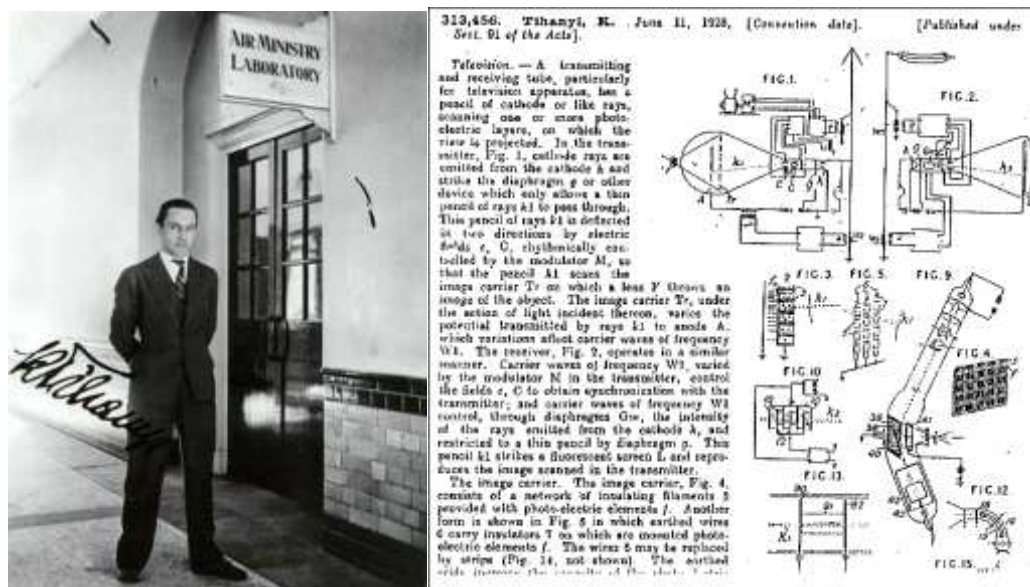 AIR MINISTRY
LABORATORY
313,456. Tihanyi, K. June 11, 1928, [Convention date]. [Published under
Sect. 91 of the Acts].
Television.—A transmitting
and receiving tube, particularly
for television apparatus, has a
pencil of cathode or like rays,
scanning one or more photo-
electric layers, on which the
view is projected. In the trans-
mitter, Fig. 1, cathode rays are
emitted from the cathode h and
strike the diaphragm g or other
device which only allows a thin
pencil of rays k1 to pass through.
This pencil of rays k1 is deflected
in two directions by electric
fields c, C, rhythmically con-
trolled by the modulator M, so
that the pencil k1 scans the
image carrier Tr on which a lens F throws an
image of the object. The image carrier Tr, under
the action of light incident thereon, varies the
potential transmitted by rays k1 to anode A,
which variations affect carrier waves of frequency
W1. The receiver, Fig. 2, operates in a similar
manner. Carrier waves of frequency W2, varied
by the modulator M in the transmitter, control
the fields c, C to obtain synchronization with the
transmitter; and carrier waves of frequency
control, through diaphragms the intensity
of the rays emitted from the cathode h, and
restricted to a thin pencil by diaphragm g. This
pencil k1 strikes a fluorescent screen L and repro-
duces the image scanned in the transmitter.
The image carrier. The image carrier, Fig. 4,
consists of a network of insulating filaments 5
provided with photo-electric elements f. Another
form is shown in Fig. 5 in which earthed wires
6 carry insulators 7 on which are mounted photo-
electric elements f. The wires 6 may be replaced
by strips (Fig. 14, not shown). The earthed
FIG.1.
FIG.2.
FIG.3.
FIG.5.
FIG.9.
FIG.10
FIG.4.
FIG.13.
FIG.12.
FIG.15.